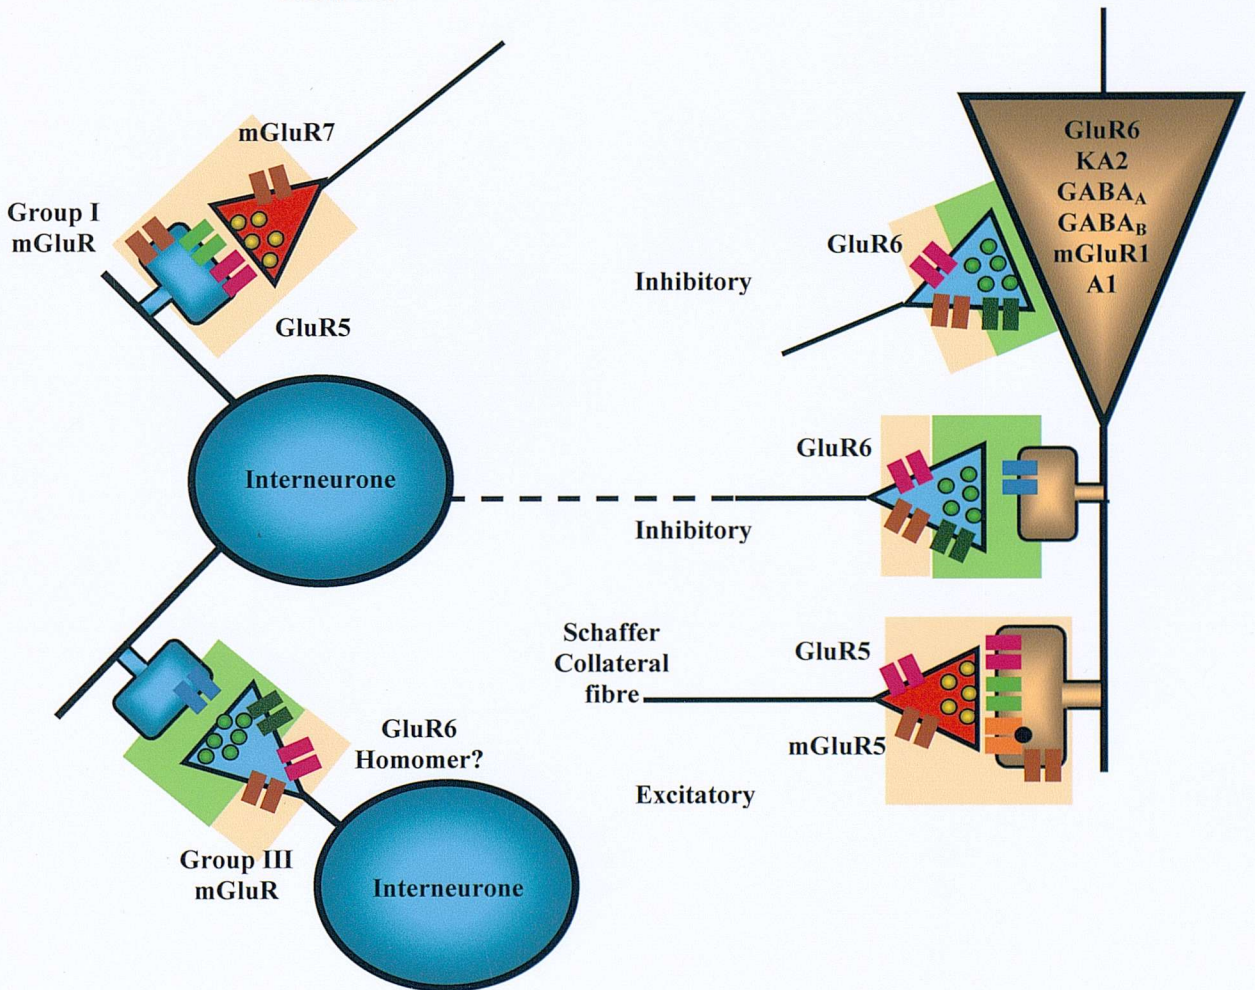 mGluR7
Group I
mGluR
GluR5
Interneurone
GluR6
Homomer?
Group III
mGluR
Interneurone
Inhibitory
Inhibitory
Schaffer
Collateral
fibre
Excitatory
GluR6
GluR6
GluR5
mGluR5
GluR6
KA2
GABAA
GABAB
mGluR1
A1